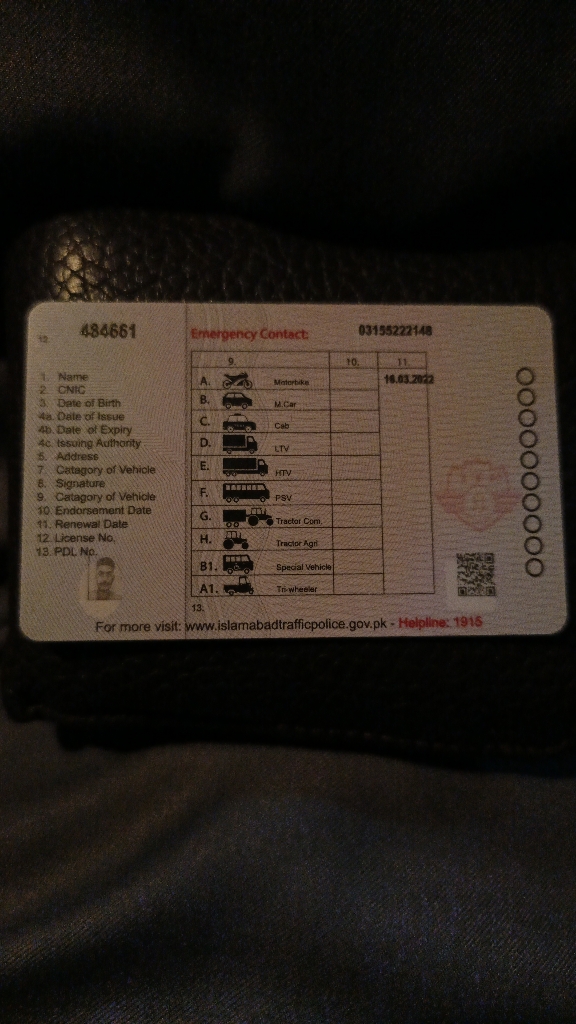 12. 484661
Emergency Contact: 03155222148
1. Name
2. CNIC
3. Date of Birth
4a. Date of Issue
4b. Date of Expiry
4c. Issuing Authority
5. Address
7. Catagory of Vehicle
8. Signature
9. Catagory of Vehicle
10. Endorsement Date
11. Renewal Date
12. License No.
13. PDL No.
9. 10. 11.
A. Motorbike 16.03.2022
B. M.Car
C. Cab
D. LTV
E. HTV
F. PSV
G. Tractor Com.
H. Tractor Agri
B1. Special Vehicle
A1. Tri-wheeler
13.
For more visit: www.islamabadtrafficpolice.gov.pk - Helpline: 1915